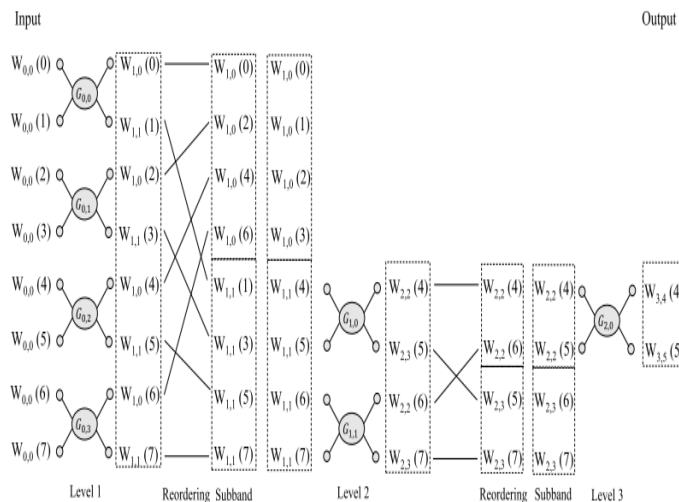 Input Output
W0,0 (0) G0,0 W1,0 (0) W1,0 (0) W1,0 (0)
W0,0 (1) W1,1 (1) W1,0 (2) W1,0 (1)
W0,0 (2) G0,1 W1,0 (2) W1,0 (4) W1,0 (2)
W0,0 (3) W1,1 (3) W1,0 (6) W1,0 (3)
W0,0 (4) G0,2 W1,0 (4) W1,1 (1) W1,1 (4) G1,0 W2,2 (4) W2,2 (4) W2,2 (4) G2,0 W3,4 (4
W0,0 (5) W1,1 (5) W1,1 (3) W1,1 (5) W2,3 (5) W2,2 (6) W2,2 (5) W3,5 (5
W0,0 (6) G0,3 W1,0 (6) W1,1 (5) W1,1 (6) G1,1 W2,2 (6) W2,3 (5) W2,3 (6)
W0,0 (7) W1,1 (7) W1,1 (7) W1,1 (7) W2,3 (7) W2,3 (7) W2,3 (7)
Level 1 Reordering Subband Level 2 Reordering Subband Level 3